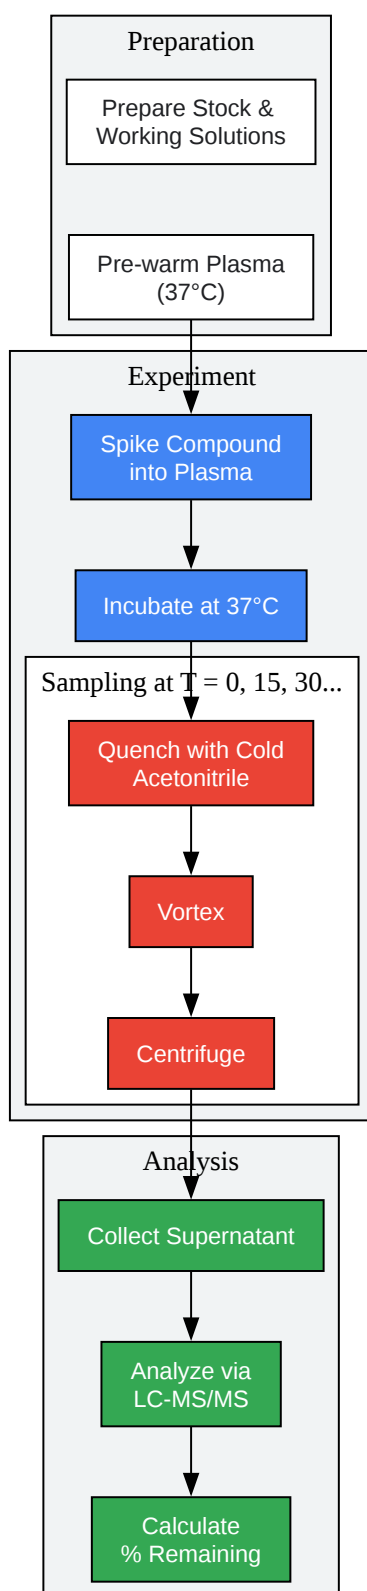 Preparation
Prepare Stock &
Working Solutions
Pre-warm Plasma
(37°C)
Experiment
Spike Compound
into Plasma
Incubate at 37°C
Sampling at T = 0, 15, 30...
Quench with Cold
Acetonitrile
Vortex
Centrifuge
Analysis
Collect Supernatant
Analyze via
LC-MS/MS
Calculate
% Remaining